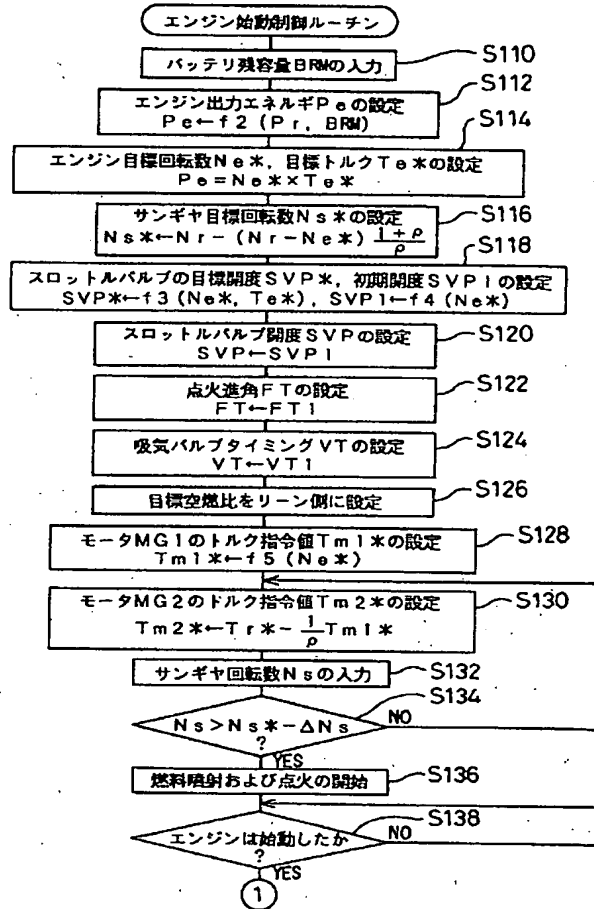 エンジン始動制御ルーチン
S110
バッテリ残容量BRMの入力
S112
エンジン出力エネルギPeの設定
Pe←f2(Pr, BRM)
S114
エンジン目標回転数Ne*,目標トルクTe*の設定
Pe=Ne*×Te*
S116
サンギヤ目標回転数Ns*の設定
Ns*←Nr-(Nr-Ne*) (1+ρ)/ρ
S118
スロットルバルブの目標開度SVP*,初期開度SVP1の設定
SVP*←f3(Ne*, Te*), SVP1←f4(Ne*)
S120
スロットルバルブ開度SVPの設定
SVP←SVP1
S122
点火進角FTの設定
FT←FT1
S124
吸気バルブタイミングVTの設定
VT←VT1
S126
目標空燃比をリーン側に設定
S128
モータMG1のトルク指令値Tm1*の設定
Tm1*←f5(Ne*)
S130
モータMG2のトルク指令値Tm2*の設定
Tm2*←Tr*-1/ρ Tm1*
S132
サンギヤ回転数Nsの入力
S134
Ns>Ns*-ΔNs
?
NO
YES
S136
燃料噴射および点火の開始
S138
エンジンは始動したか
?
NO
YES
1